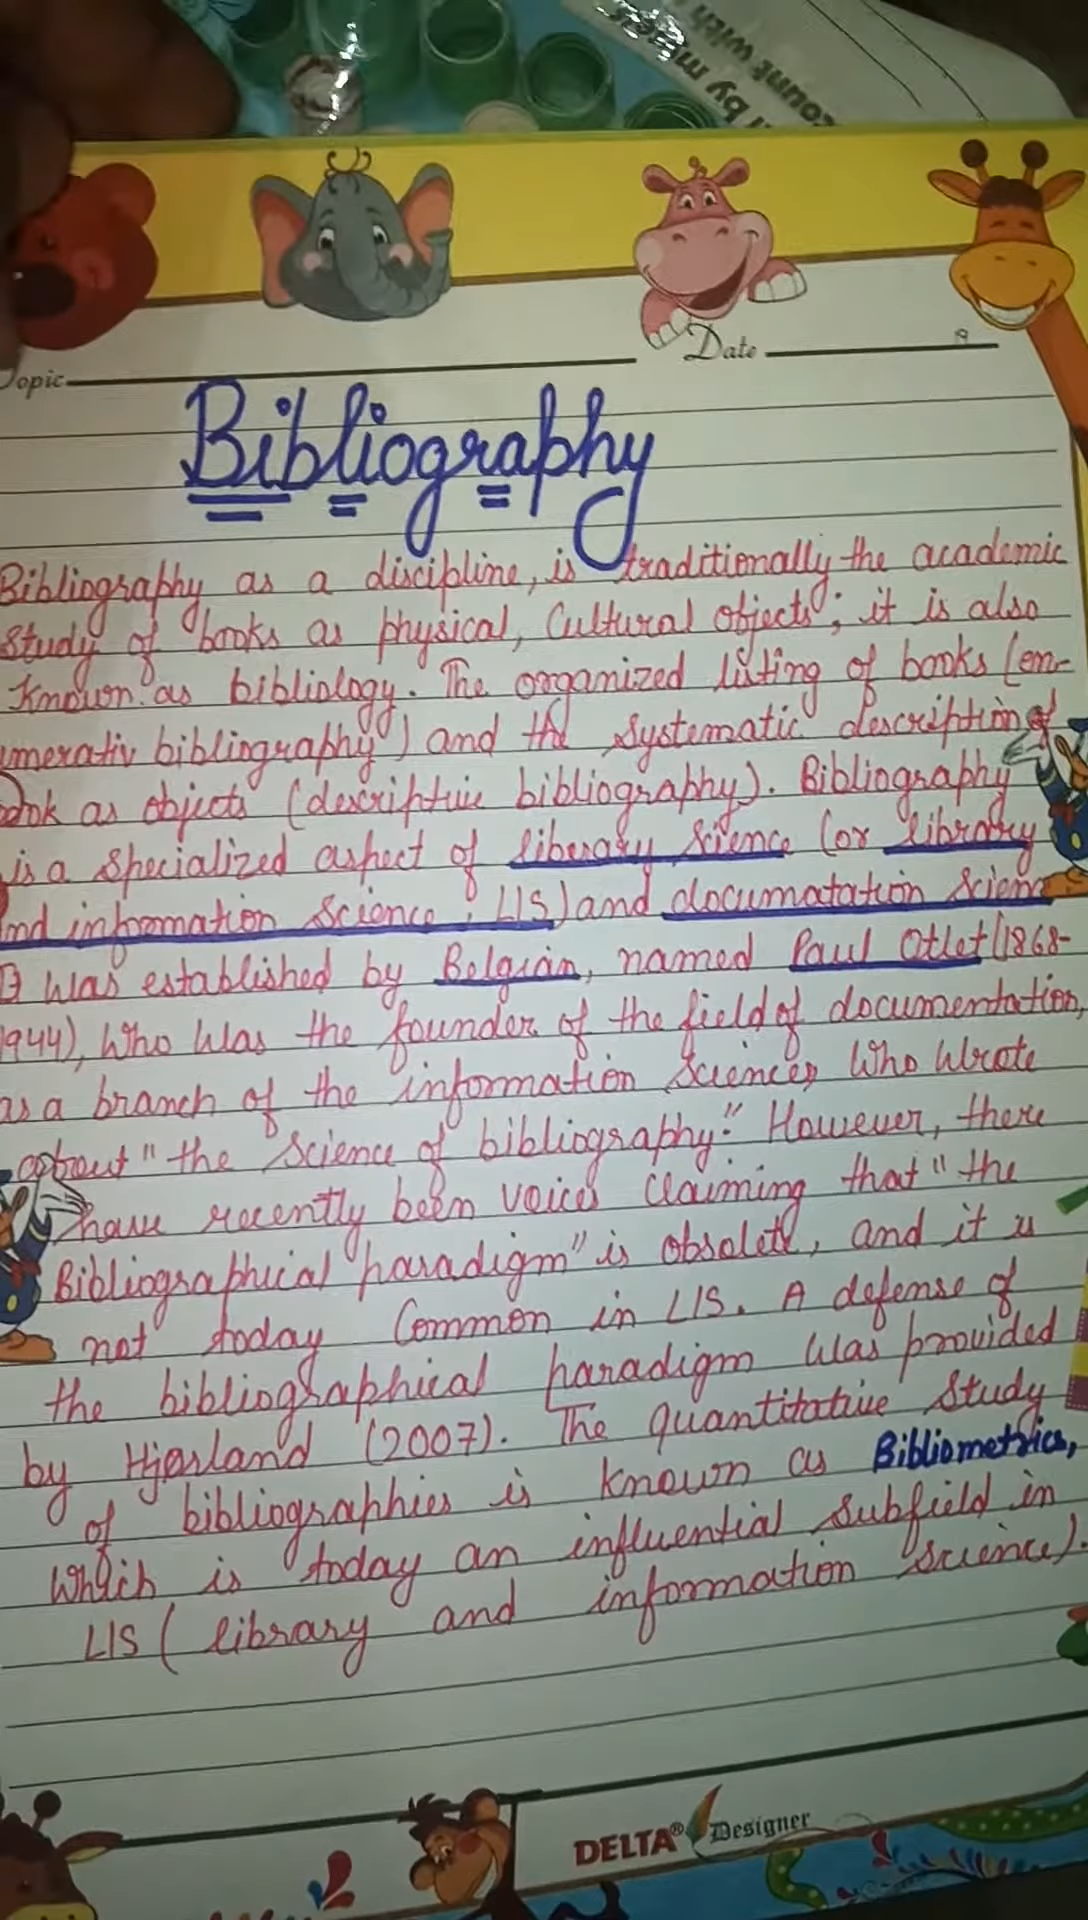 count with
l by mea
Topic
Date
Bibliography
Bibliography as a discipline, is traditionally the academic
study of books as physical, Cultural objects; it is also
Known as bibliology. The organized listing of books (en-
umerativ bibliography) and the systematic description of
ook as objects (descriptive bibliography). Bibliography
is a specialized aspect of liberary science (or library
and information science, LIS) and documatation scienc
It was established by Belgian, named Paul Otlet (1868-
1944), Who was the founder of the field of documentation,
as a branch of the information sciences, Who Wrote
about "the science of bibliography." However, there
have recently been voices claiming that "the
Bibliographical paradigm" is obsolete, and it is
not today Common in LIS. A defense of
the bibliographical paradigm was provided
by Hjørland (2007). The quantitative study
of bibliographies is known as Bibliometrics,
Which is today an influential subfield in
LIS (library and information science).
DELTA® Designer